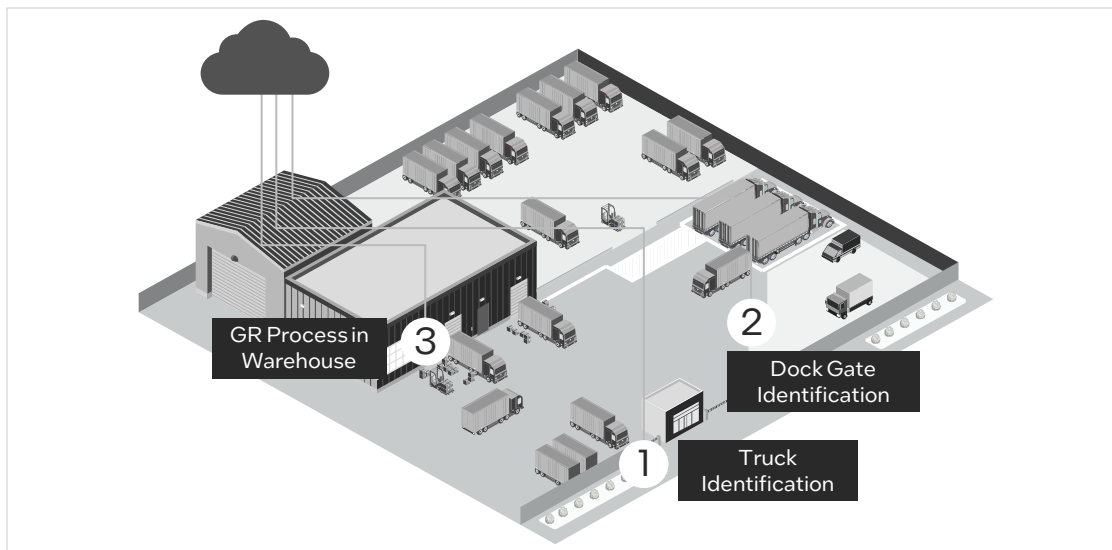 GR Process in
Warehouse
3
2
Dock Gate
Identification
1
Truck
Identification